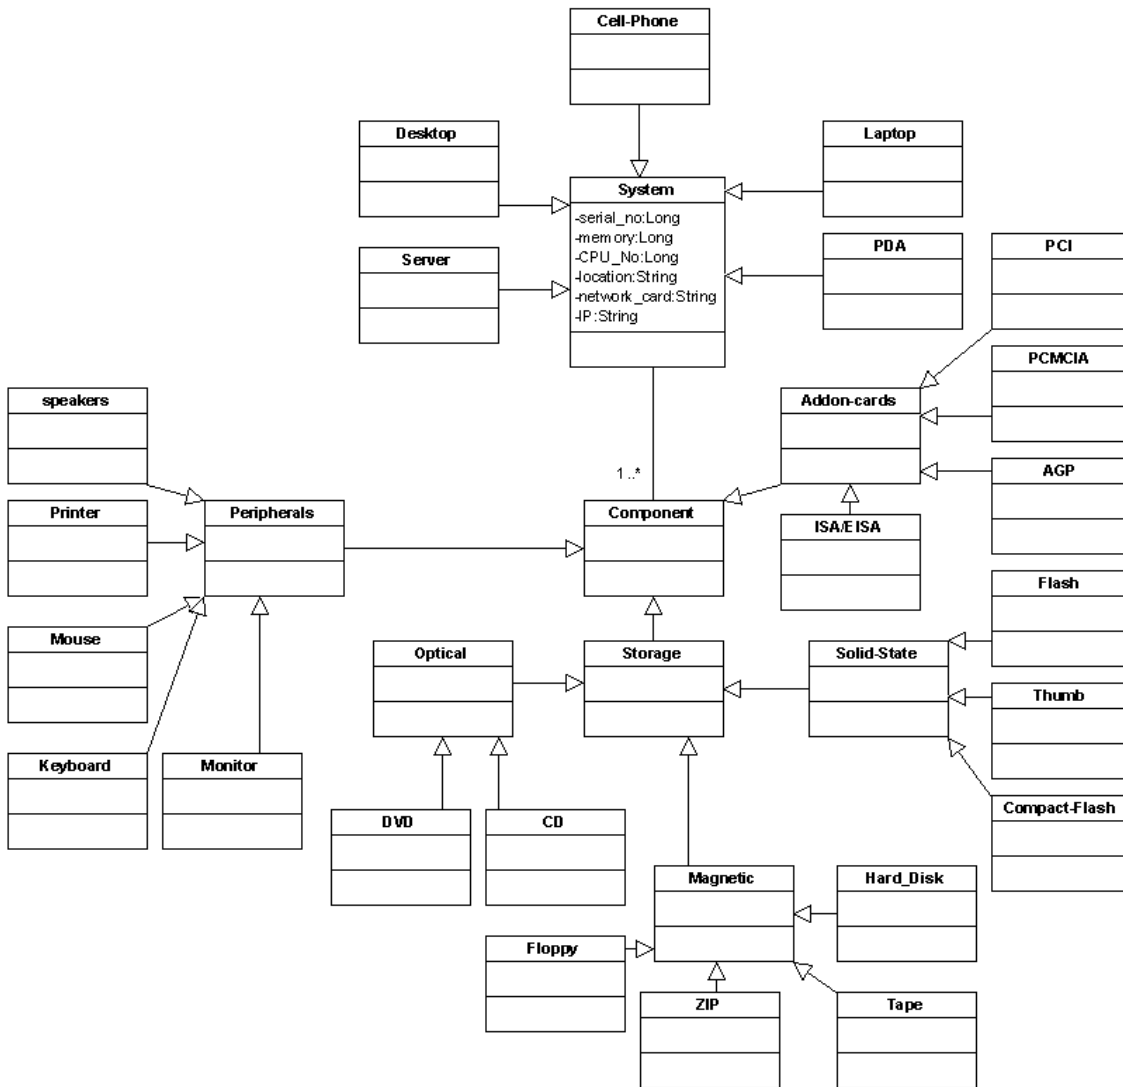 Cell-Phone
Desktop
Laptop
System
-serial_no:Long
-memory:Long
-CPU_No:Long
-location:String
-network_card:String
-IP:String
Server
PDA
PCI
PCMCIA
speakers
Addon-cards
AGP
1..*
Printer
Peripherals
Component
ISA/EISA
Flash
Mouse
Optical
Storage
Solid-State
Thumb
Keyboard
Monitor
Compact-Flash
DVD
CD
Magnetic
Hard_Disk
Floppy
ZIP
Tape